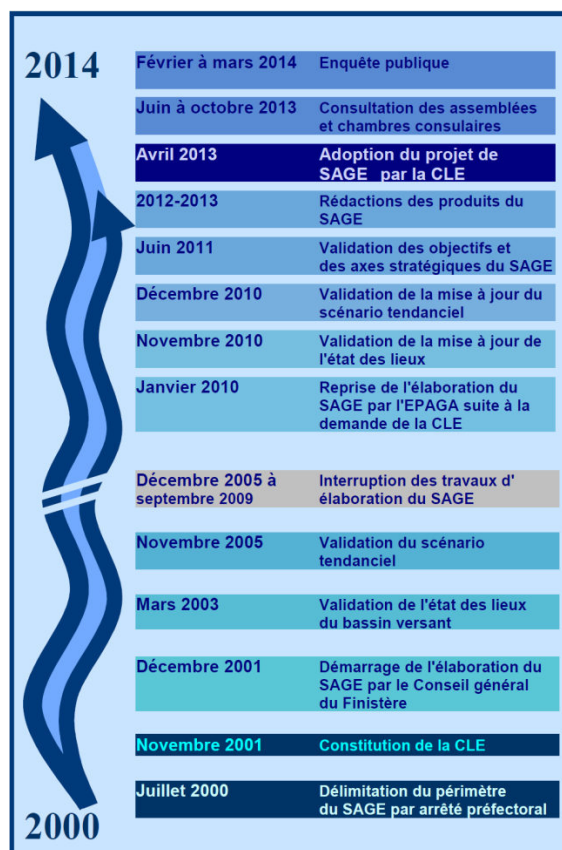 2014
Février à mars 2014 Enquête publique
Juin à octobre 2013 Consultation des assemblées
et chambres consulaires
Avril 2013 Adoption du projet de
SAGE par la CLE
2012-2013 Rédactions des produits du
SAGE
Juin 2011 Validation des objectifs et
des axes stratégiques du SAGE
Décembre 2010 Validation de la mise à jour du
scénario tendanciel
Novembre 2010 Validation de la mise à jour de
l'état des lieux
Janvier 2010 Reprise de l'élaboration du
SAGE par l'EPAGA suite à la
demande de la CLE
Décembre 2005 à Interruption des travaux d'
septembre 2009 élaboration du SAGE
Novembre 2005 Validation du scénario
tendanciel
Mars 2003 Validation de l'état des lieux
du bassin versant
Décembre 2001 Démarrage de l'élaboration du
SAGE par le Conseil général
du Finistère
Novembre 2001 Constitution de la CLE
Juillet 2000 Délimitation du périmètre
du SAGE par arrêté préfectoral
2000